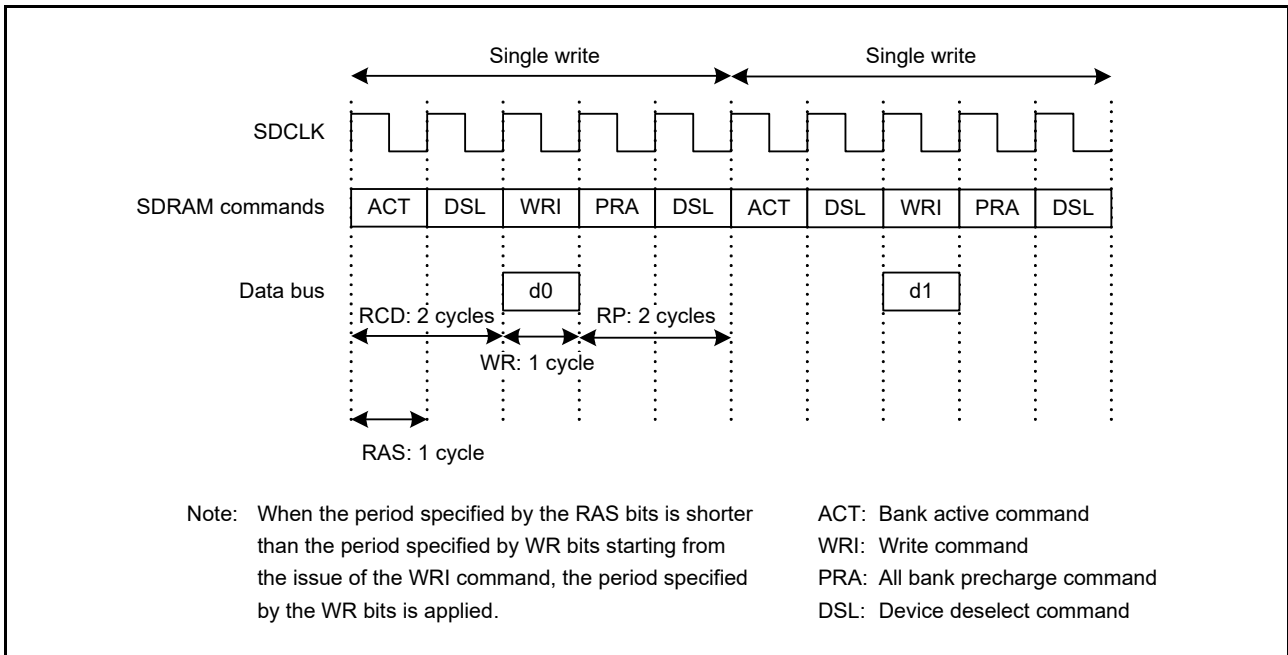 Single write Single write
SDCLK
SDRAM commands ACT DSL WRI PRA DSL ACT DSL WRI PRA DSL
Data bus d0 d1
RCD: 2 cycles RP: 2 cycles
WR: 1 cycle
RAS: 1 cycle
Note: When the period specified by the RAS bits is shorter
than the period specified by WR bits starting from
the issue of the WRI command, the period specified
by the WR bits is applied.
ACT: Bank active command
WRI: Write command
PRA: All bank precharge command
DSL: Device deselect command